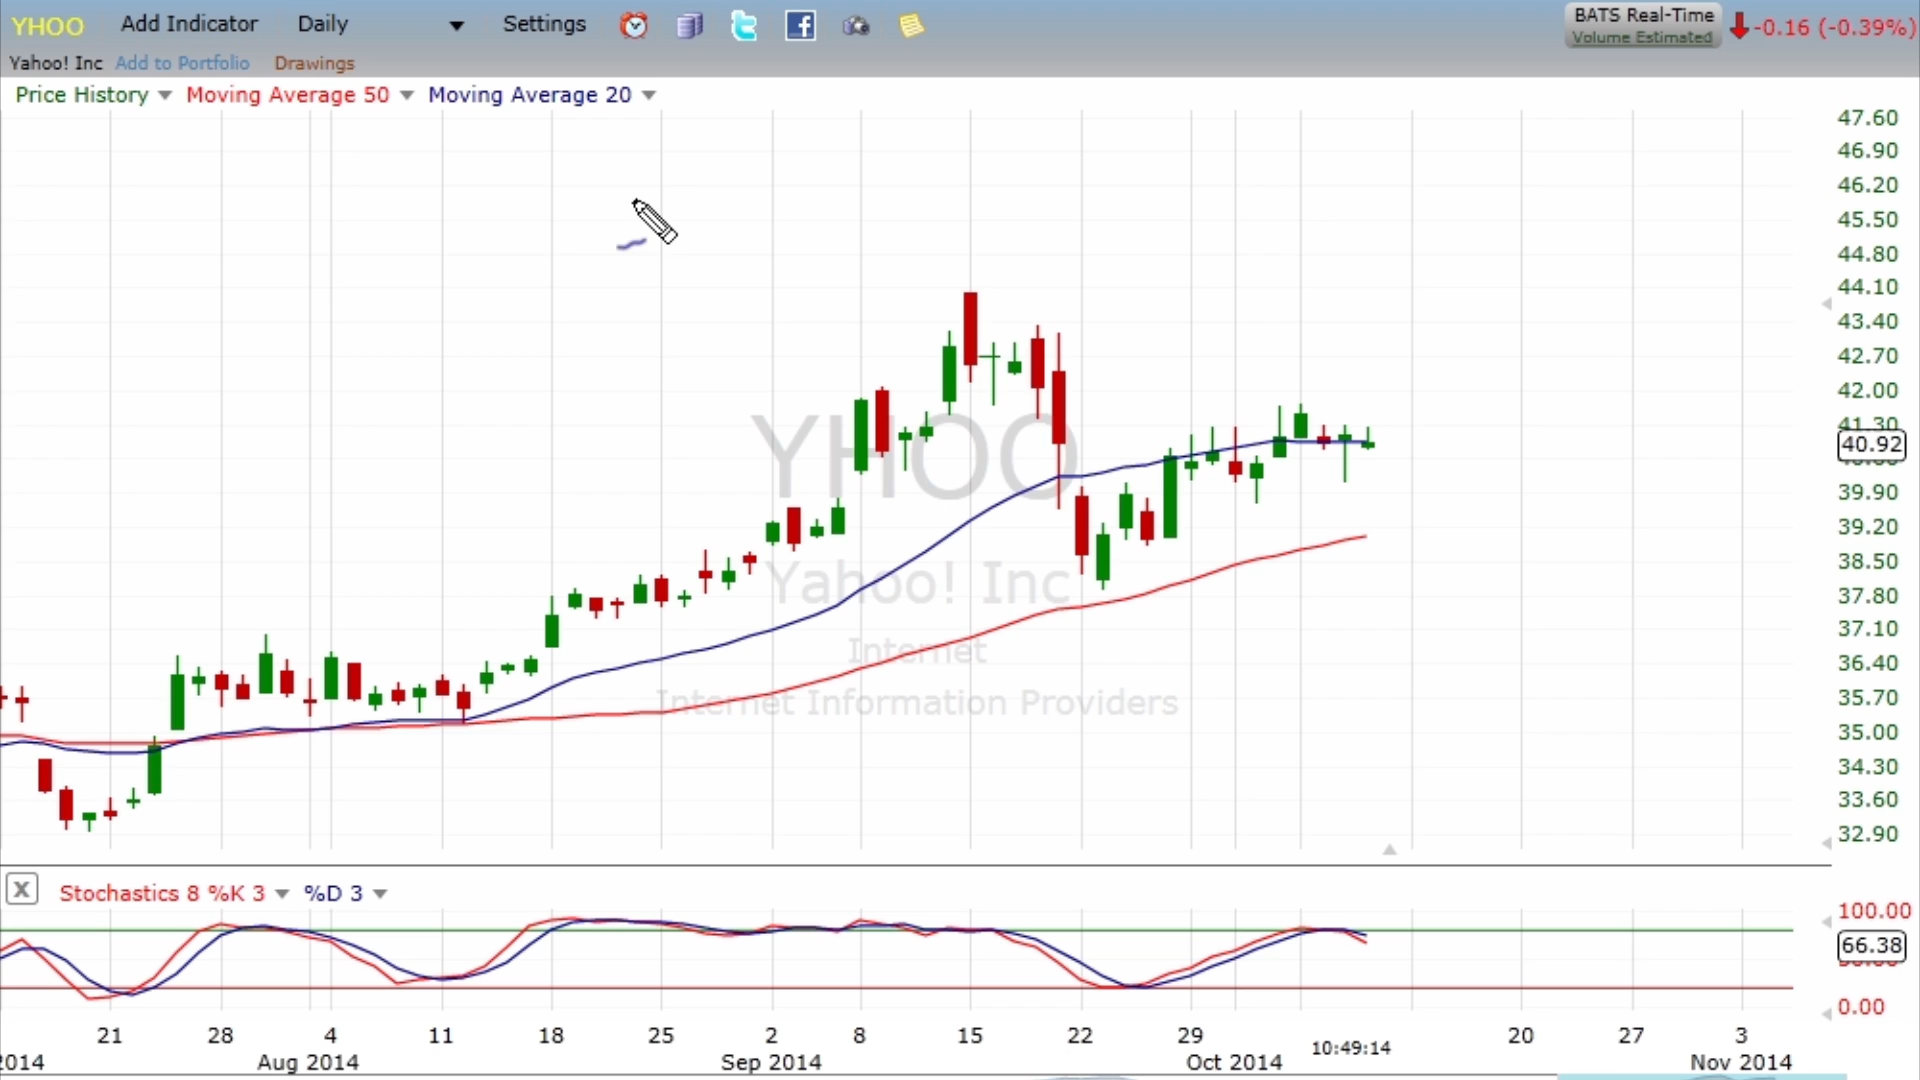 YHOO Add Indicator Daily Settings BATS Real-Time -0.16 (-0.39%)
Volume Estimated
Yahoo! Inc Add to Portfolio Drawings
Price History Moving Average 50 Moving Average 20
47.60
46.90
46.20
45.50
44.80
44.10
43.40
42.70
42.00
41.30
40.92
39.90
39.20
38.50
37.80
37.10
36.40
35.70
35.00
34.30
33.60
32.90
YHOO
Yahoo! Inc
Internet
Internet Information Providers
X Stochastics 8 %K 3 %D 3
100.00
66.38
0.00
21 28 4 11 18 25 2 8 15 22 29 10:49:14 20 27 3
2014 Aug 2014 Sep 2014 Oct 2014 Nov 2014